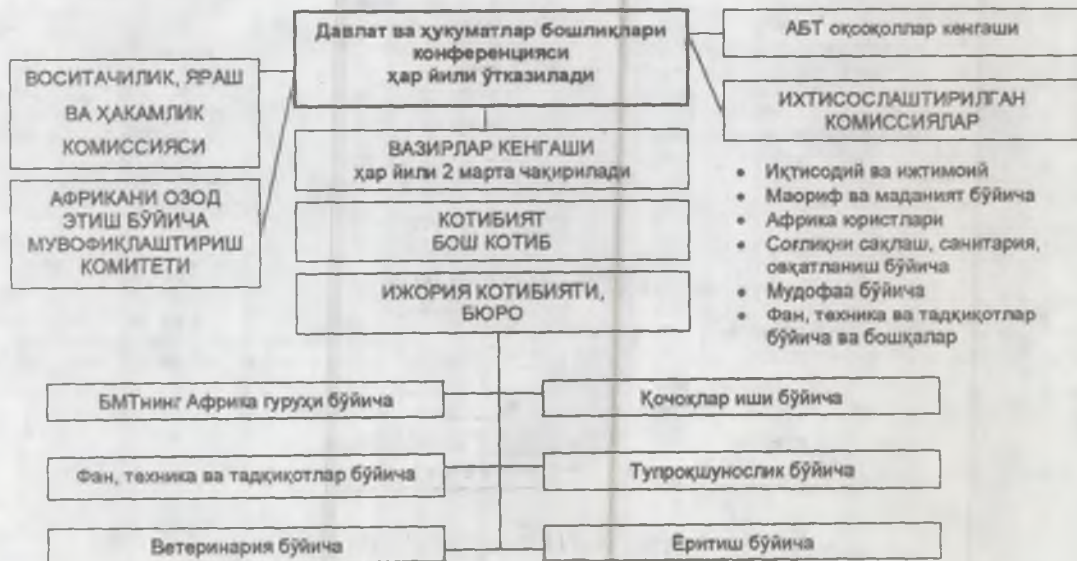 Давлат ва ҳукуматлар бошлиқлари
конференцияси
ҳар йили ўтказилади
АБТ оқсоқоллар кенгаши
ВОСИТАЧИЛИК, ЯРАШ
ВА ҲАКАМЛИК
КОМИССИЯСИ
ИХТИСОСЛАШТИРИЛГАН
КОМИССИЯЛАР
ВАЗИРЛАР КЕНГАШИ
ҳар йили 2 марта чақирилади
АФРИКАНИ ОЗОД
ЭТИШ БЎЙИЧА
МУВОФИҚЛАШТИРИШ
КОМИТЕТИ
КОТИБИЯТ
БОШ КОТИБ
ИЖОРИЯ КОТИБИЯТИ,
БЮРО
• Иқтисодий ва ижтимоий
• Маориф ва маданият бўйича
• Африка юристлари
• Соғлиқни сақлаш, санитария,
овқатланиш бўйича
• Мудофаа бўйича
• Фан, техника ва тадқиқотлар
бўйича ва бошқалар
БМТнинг Африка гуруҳи бўйича
Қочоқлар иши бўйича
Фан, техника ва тадқиқотлар бўйича
Тупроқшунослик бўйича
Ветеринария бўйича
Ёритиш бўйича